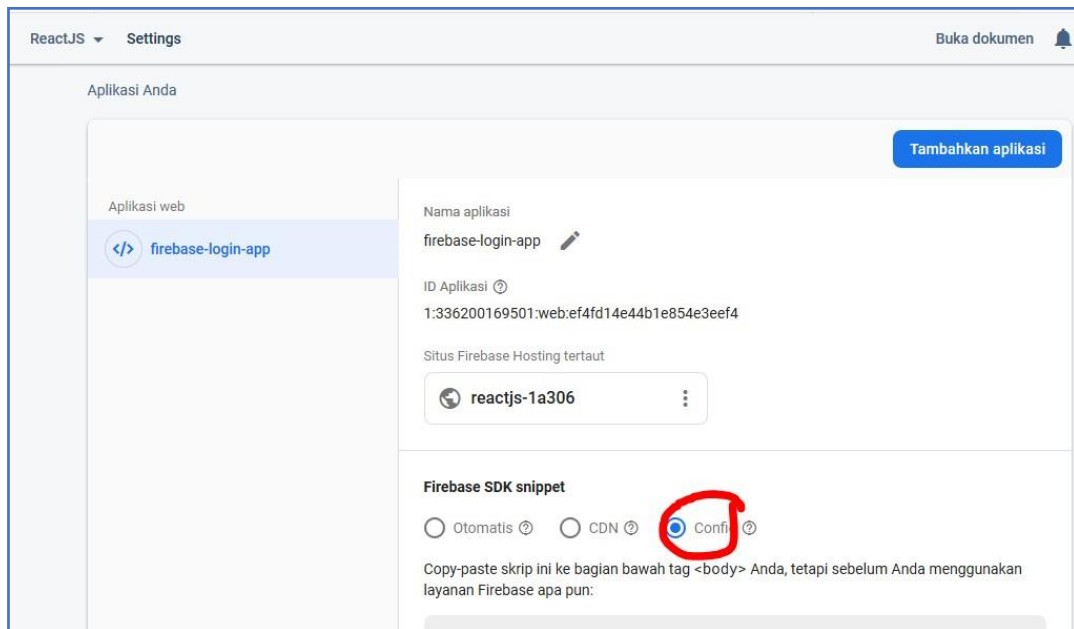 ReactJS Settings Buka dokumen
Aplikasi Anda
Tambahkan aplikasi
Aplikasi web
</> firebase-login-app
Nama aplikasi
firebase-login-app
ID Aplikasi
1:336200169501:web:ef4fd14e44b1e854e3eef4
Situs Firebase Hosting tertaut
reactjs-1a306
Firebase SDK snippet
Otomatis CDN Config
Copy-paste skrip ini ke bagian bawah tag <body> Anda, tetapi sebelum Anda menggunakan
layanan Firebase apa pun: